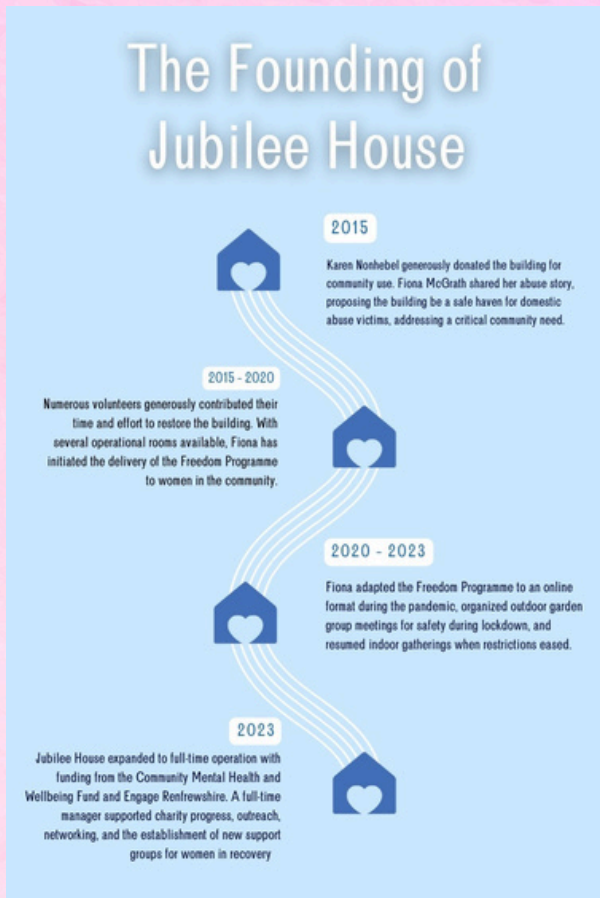 The Founding of
Jubilee House
2015
Karen Nonhebel generously donated the building for
community use. Fiona McGrath shared her abuse story,
proposing the building be a safe haven for domestic
abuse victims, addressing a critical community need.
2015 - 2020
Numerous volunteers generously contributed their
time and effort to restore the building. With
several operational rooms available, Fiona has
initiated the delivery of the Freedom Programme
to women in the community.
2020 - 2023
Fiona adapted the Freedom Programme to an online
format during the pandemic, organized outdoor garden
group meetings for safety during lockdown, and
resumed indoor gatherings when restrictions eased.
2023
Jubilee House expanded to full-time operation with
funding from the Community Mental Health and
Wellbeing Fund and Engage Renfrewshire. A full-time
manager supported charity progress, outreach,
networking, and the establishment of new support
groups for women in recovery